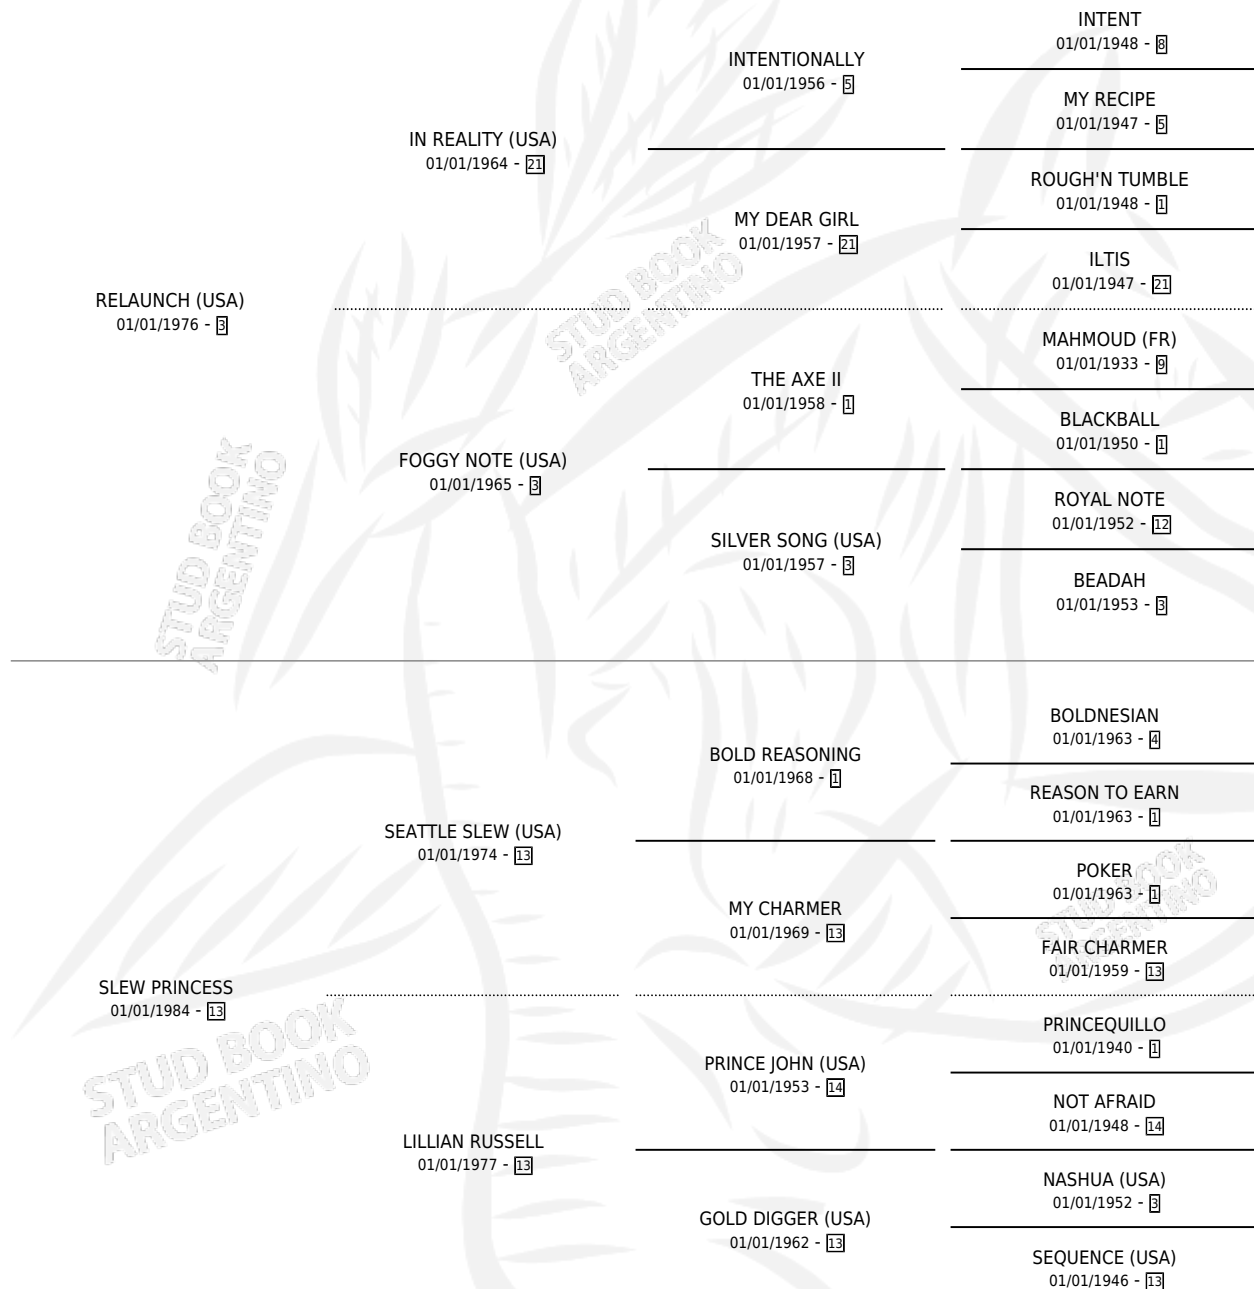 INTENT
01/01/1948 - 8
INTENTIONALLY
01/01/1956 - 5
MY RECIPE
01/01/1947 - 5
IN REALITY (USA)
01/01/1964 - 21
ROUGH'N TUMBLE
01/01/1948 - 1
MY DEAR GIRL
01/01/1957 - 21
ILTIS
01/01/1947 - 21
RELAUNCH (USA)
01/01/1976 - 3
MAHMOUD (FR)
01/01/1933 - 9
THE AXE II
01/01/1958 - 1
BLACKBALL
01/01/1950 - 1
FOGGY NOTE (USA)
01/01/1965 - 3
ROYAL NOTE
01/01/1952 - 12
SILVER SONG (USA)
01/01/1957 - 3
BEADAH
01/01/1953 - 3
STUD BOOK
ARGENTINO
STUD BOOK
ARGENTINO
BOLDNESIAN
01/01/1963 - 4
BOLD REASONING
01/01/1968 - 1
REASON TO EARN
01/01/1963 - 1
SEATTLE SLEW (USA)
01/01/1974 - 13
POKER
01/01/1963 - 1
MY CHARMER
01/01/1969 - 13
FAIR CHARMER
01/01/1959 - 13
SLEW PRINCESS
01/01/1984 - 13
PRINCEQUILLO
01/01/1940 - 1
PRINCE JOHN (USA)
01/01/1953 - 14
NOT AFRAID
01/01/1948 - 14
LILLIAN RUSSELL
01/01/1977 - 13
NASHUA (USA)
01/01/1952 - 3
GOLD DIGGER (USA)
01/01/1962 - 13
SEQUENCE (USA)
01/01/1946 - 13
STUD BOOK
ARGENTINO
STUD BOOK
ARGENTINO